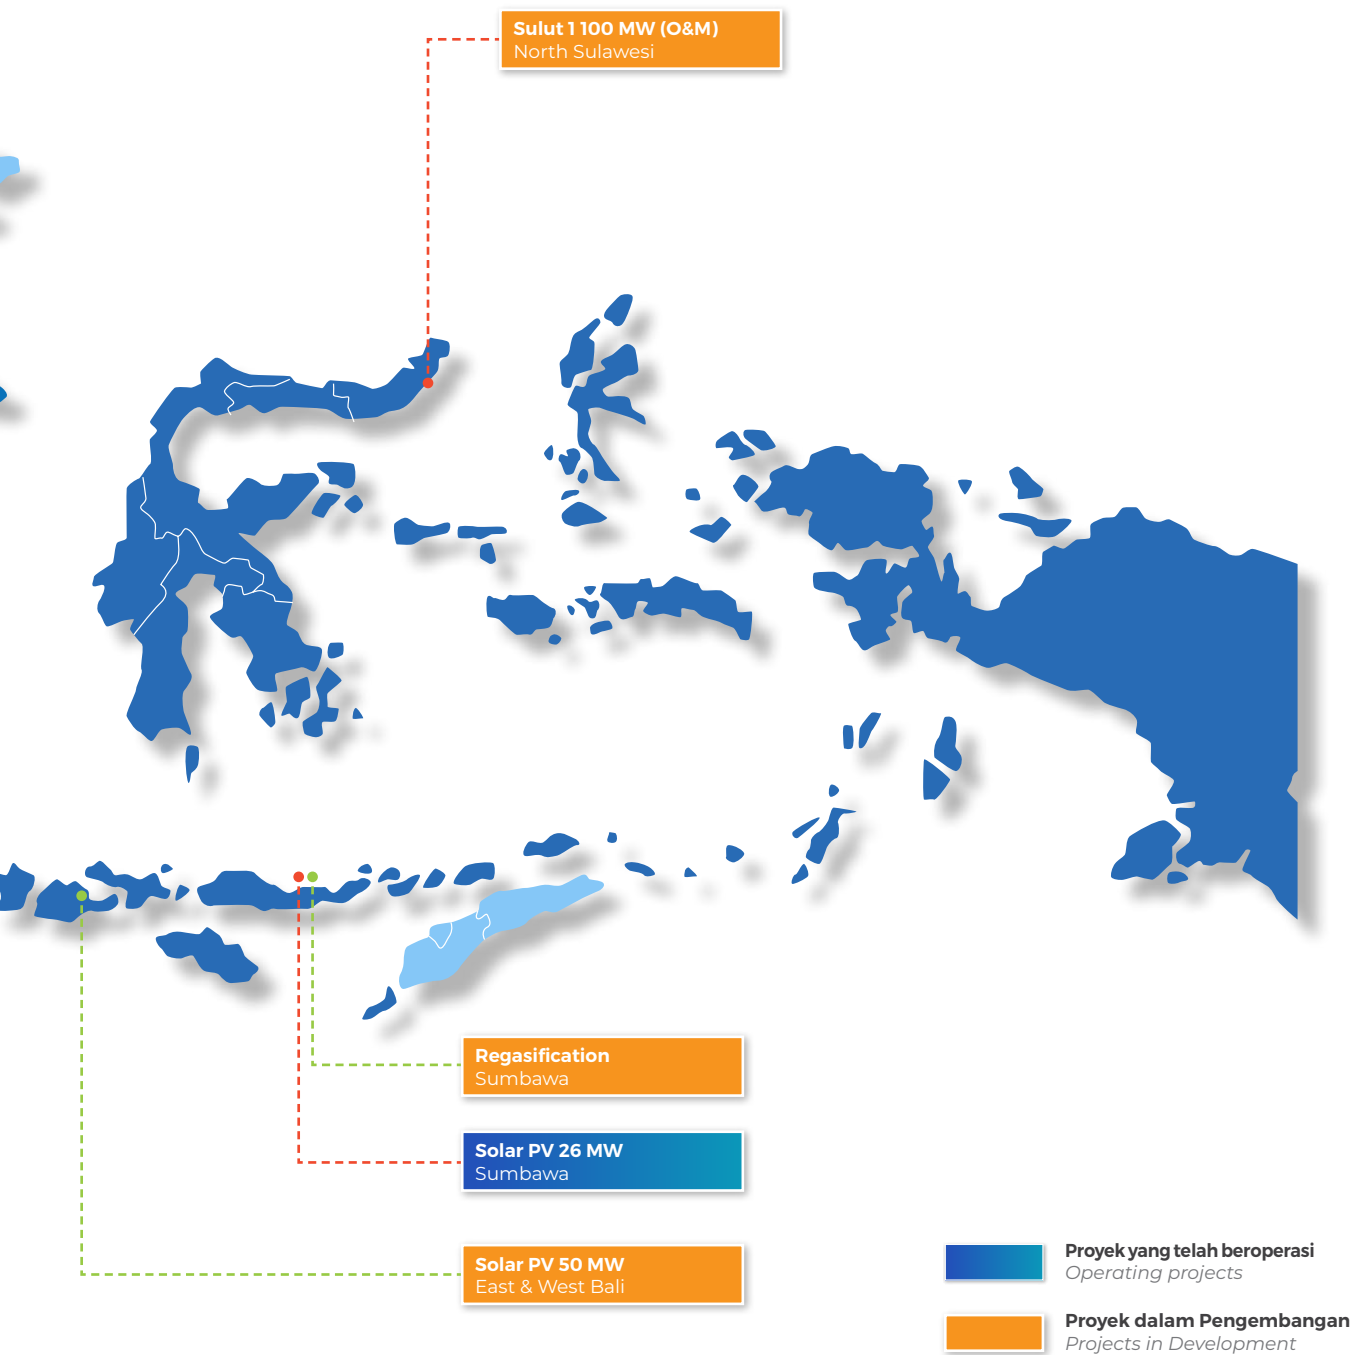 Sulut 1 100 MW (O&M)
North Sulawesi
Regasification
Sumbawa
Solar PV 26 MW
Sumbawa
Solar PV 50 MW
East & West Bali
Proyek yang telah beroperasi
Operating projects
Proyek dalam Pengembangan
Projects in Development